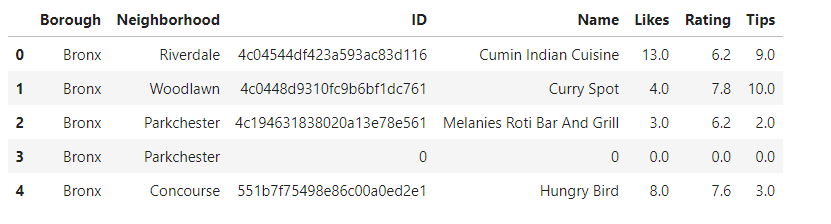 Borough Neighborhood ID Name Likes Rating Tips
0 Bronx Riverdale 4c04544df423a593ac83d116 Cumin Indian Cuisine 13.0 6.2 9.0
1 Bronx Woodlawn 4c0448d9310fc9b6bf1dc761 Curry Spot 4.0 7.8 10.0
2 Bronx Parkchester 4c194631838020a13e78e561 Melanies Roti Bar And Grill 3.0 6.2 2.0
3 Bronx Parkchester 0 0 0.0 0.0 0.0
4 Bronx Concourse 551b7f75498e86c00a0ed2e1 Hungry Bird 8.0 7.6 3.0